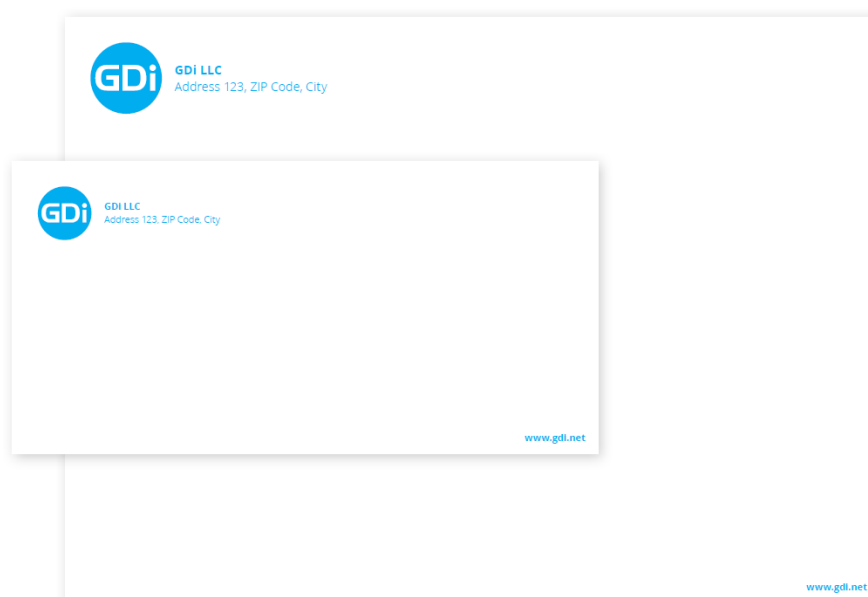 GDi
GDi LLC
Address 123, ZIP Code, City
GDi
GDi LLC
Address 123, ZIP Code, City
www.gdi.net
www.gdi.net